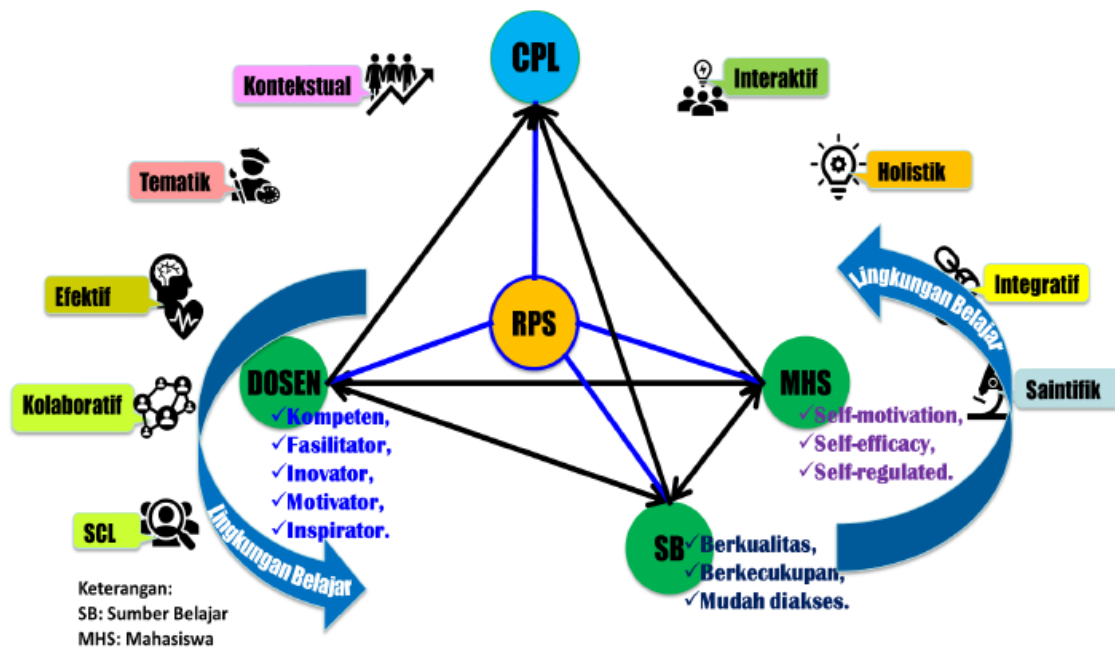 CPL
Kontekstual
Interaktif
Tematik
Holistik
Efektif
Integratif
Lingkungan Belajar
RPS
DOSEN
MHS
Kolaboratif
Saintifik
✓Kompeten,
✓Fasilitator,
✓Inovator,
✓Motivator,
✓Inspirator.
✓Self-motivation,
✓Self-efficacy,
✓Self-regulated.
SCL
Lingkungan Belajar
SB
✓Berkualitas,
✓Berkecukupan,
✓Mudah diakses.
Keterangan:
SB: Sumber Belajar
MHS: Mahasiswa